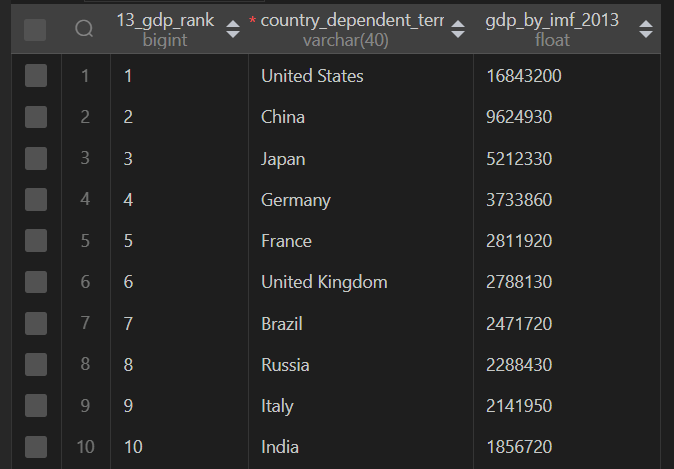 13_gdp_rank * country_dependent_terr gdp_by_imf_2013
bigint varchar(40) float
1 1 United States 16843200
2 2 China 9624930
3 3 Japan 5212330
4 4 Germany 3733860
5 5 France 2811920
6 6 United Kingdom 2788130
7 7 Brazil 2471720
8 8 Russia 2288430
9 9 Italy 2141950
10 10 India 1856720